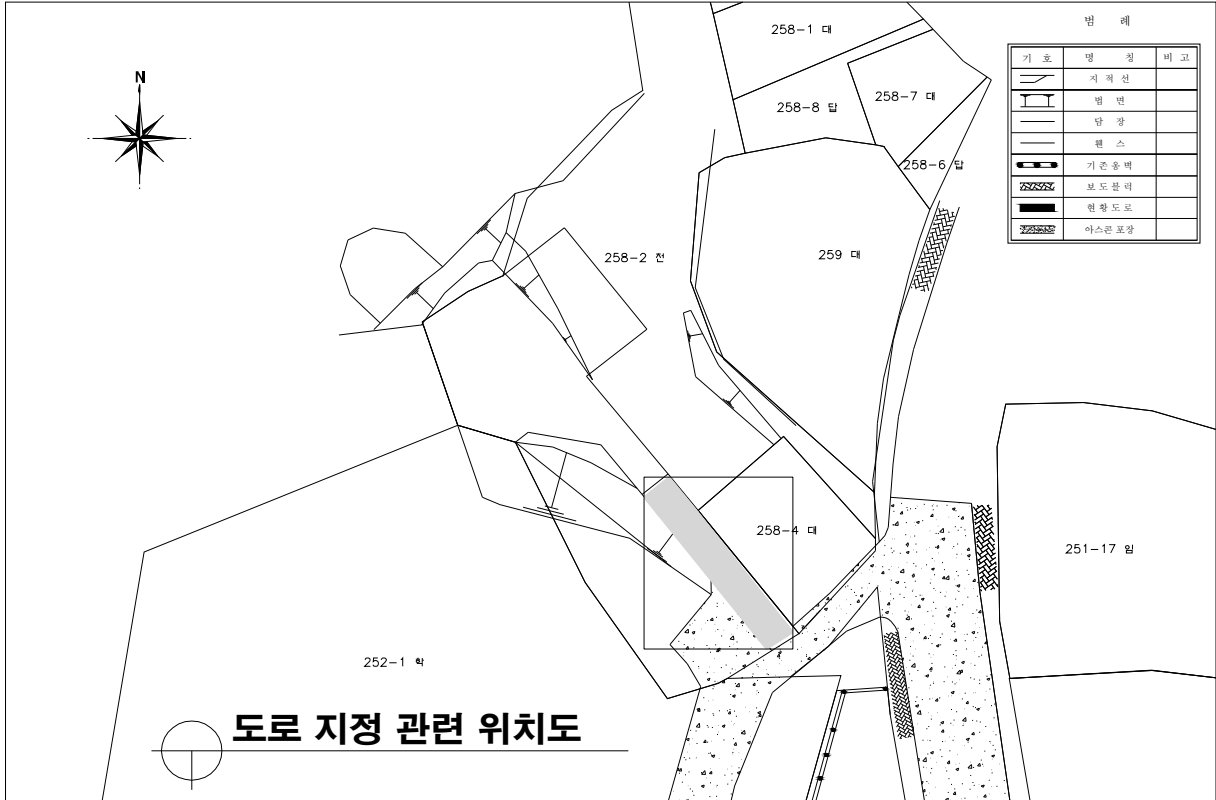 N
258-1 대
258-8 답
258-7 대
258-6 답
258-2 전
259 대
258-4 대
251-17 임
252-1 학
도로 지정 관련 위치도
범 례
기 호 명 칭 비 고
지 적 선
법 면
담 장
휀 스
기존옹벽
보도블럭
현황도로
아스콘포장